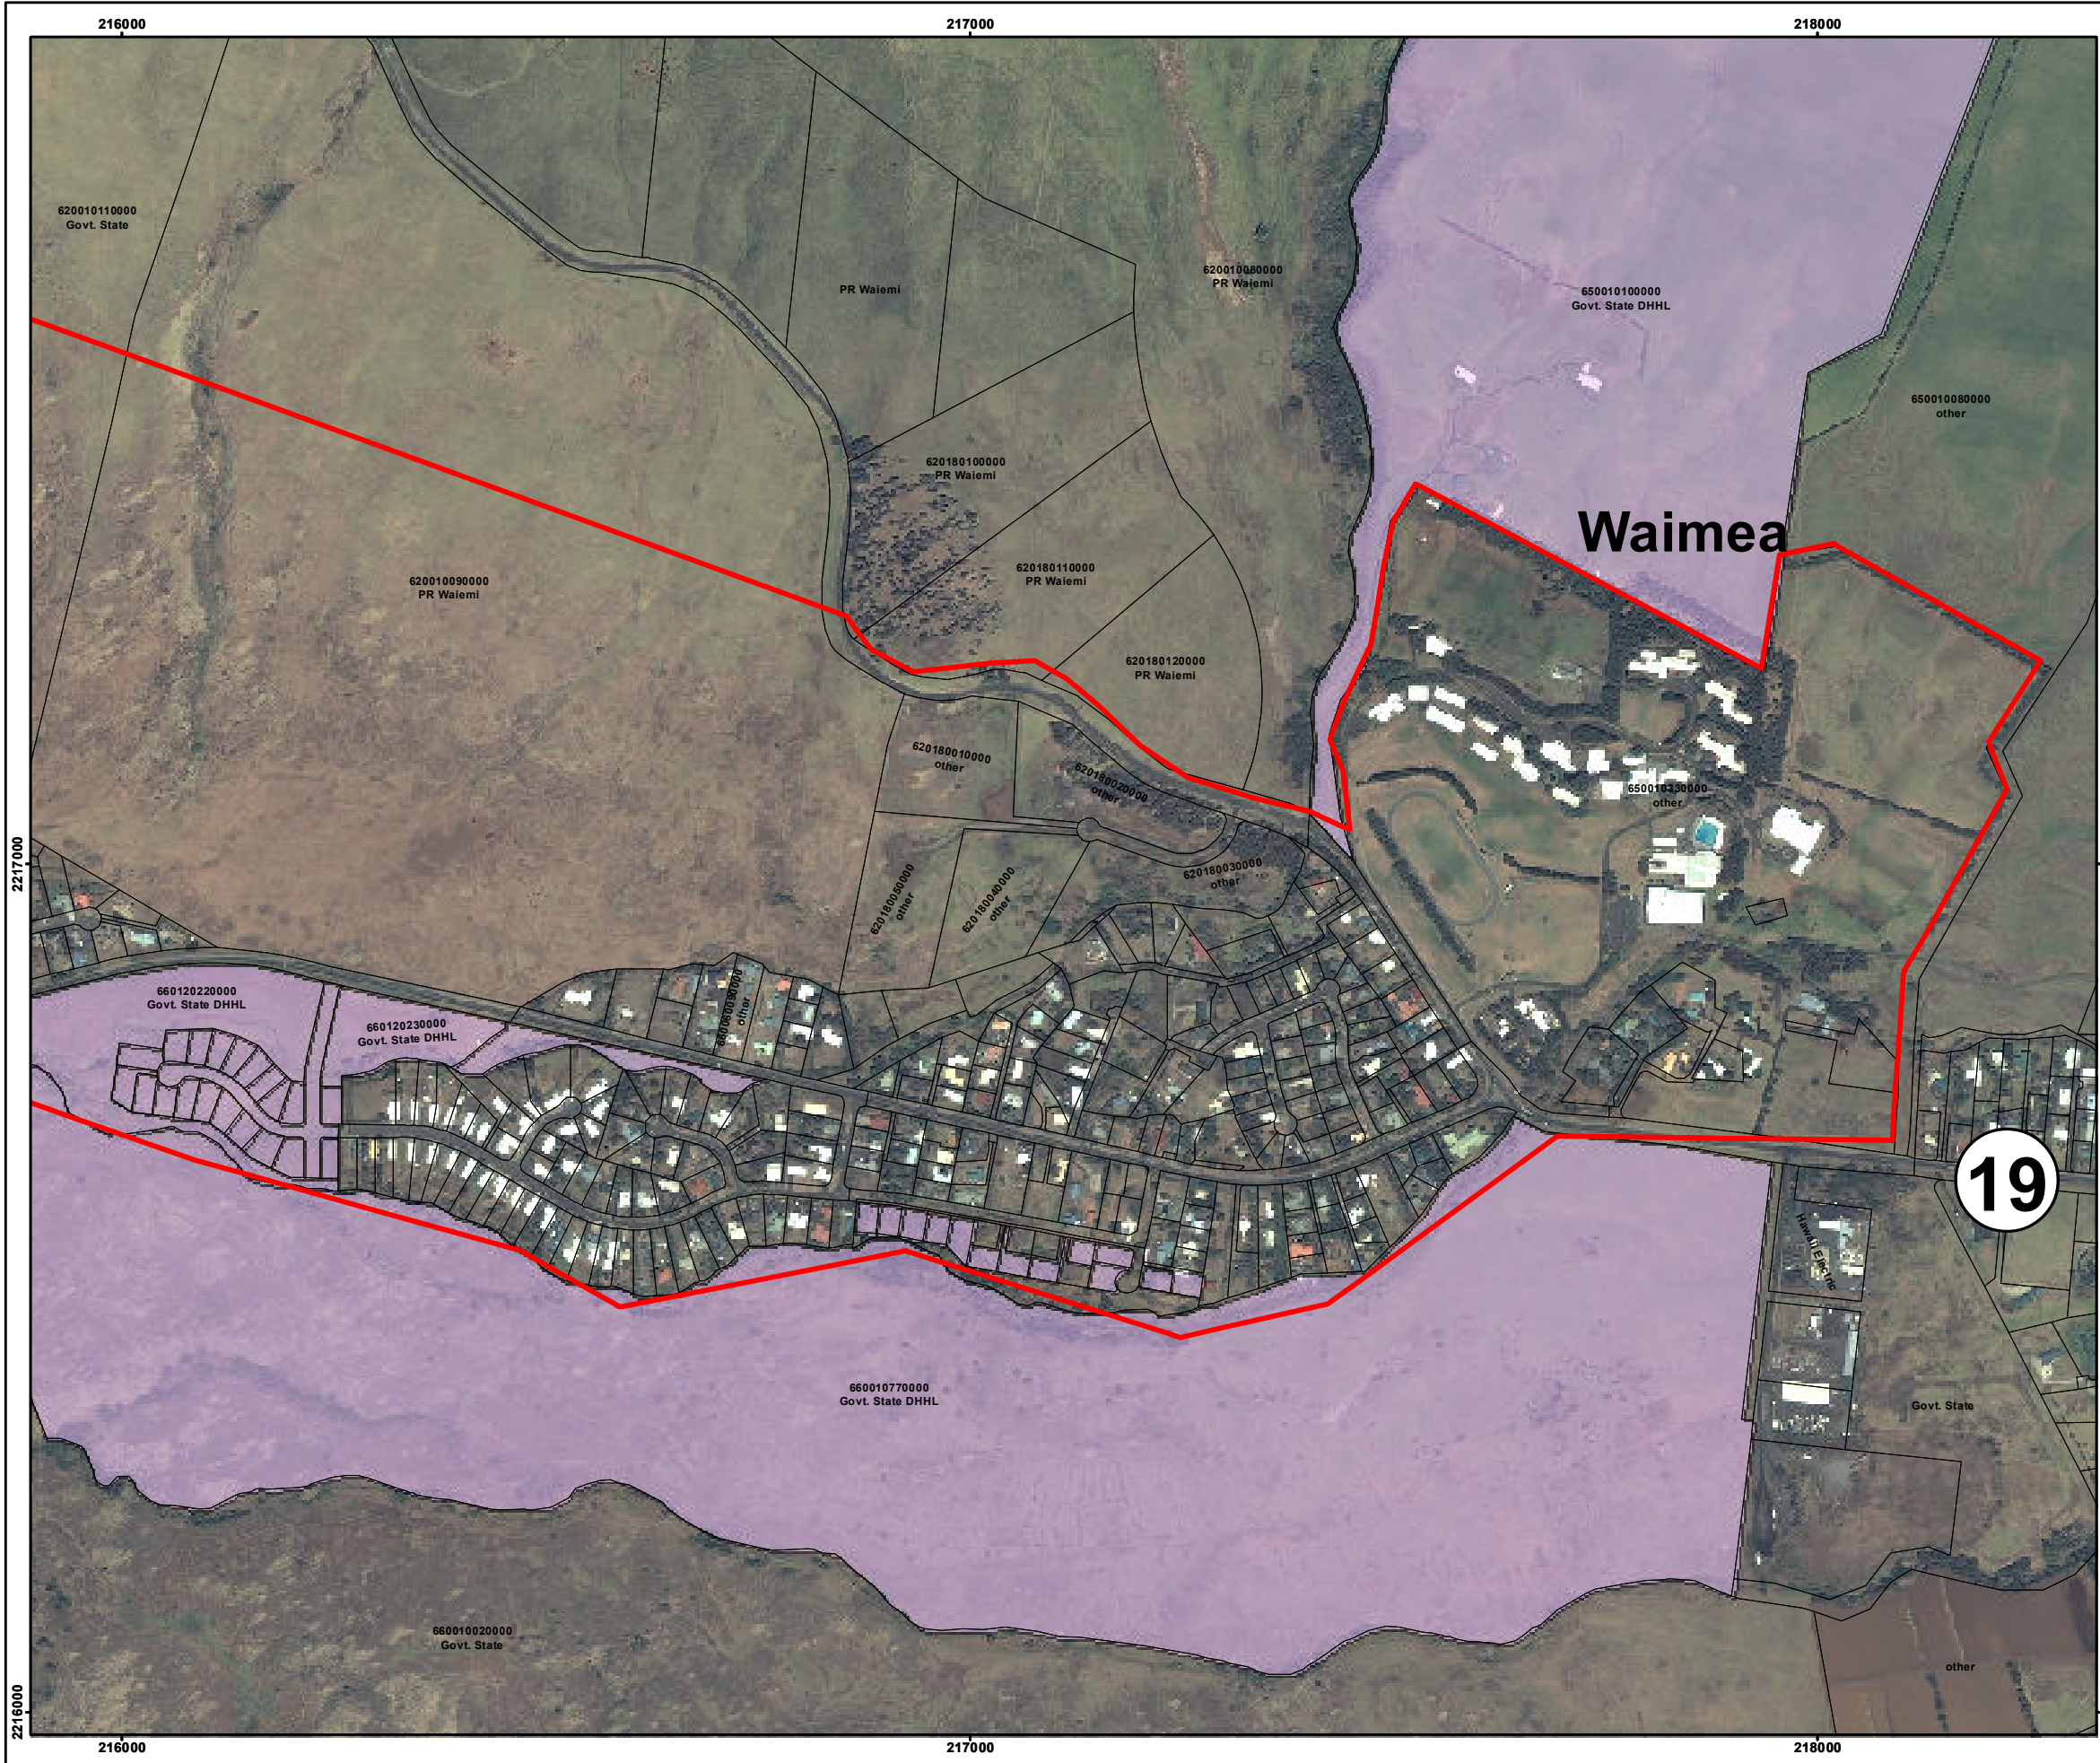 216000
217000
218000
620010110000
Govt. State
620010080000
PR Waiemi
PR Waiemi
650010100000
Govt. State DHHL
650010080000
other
620180100000
PR Waiemi
Waimea
620180110000
PR Waiemi
620010090000
PR Waiemi
620180120000
PR Waiemi
620180010000
other
620180020000
other
650010330000
other
2217000
620180030000
other
620180050000
other
620180040000
other
660120220000
Govt. State DHHL
660120230000
Govt. State DHHL
660060090000
other
19
Hawaii Electric
660010770000
Govt. State DHHL
Govt. State
660010020000
Govt. State
other
2216000
216000
217000
218000